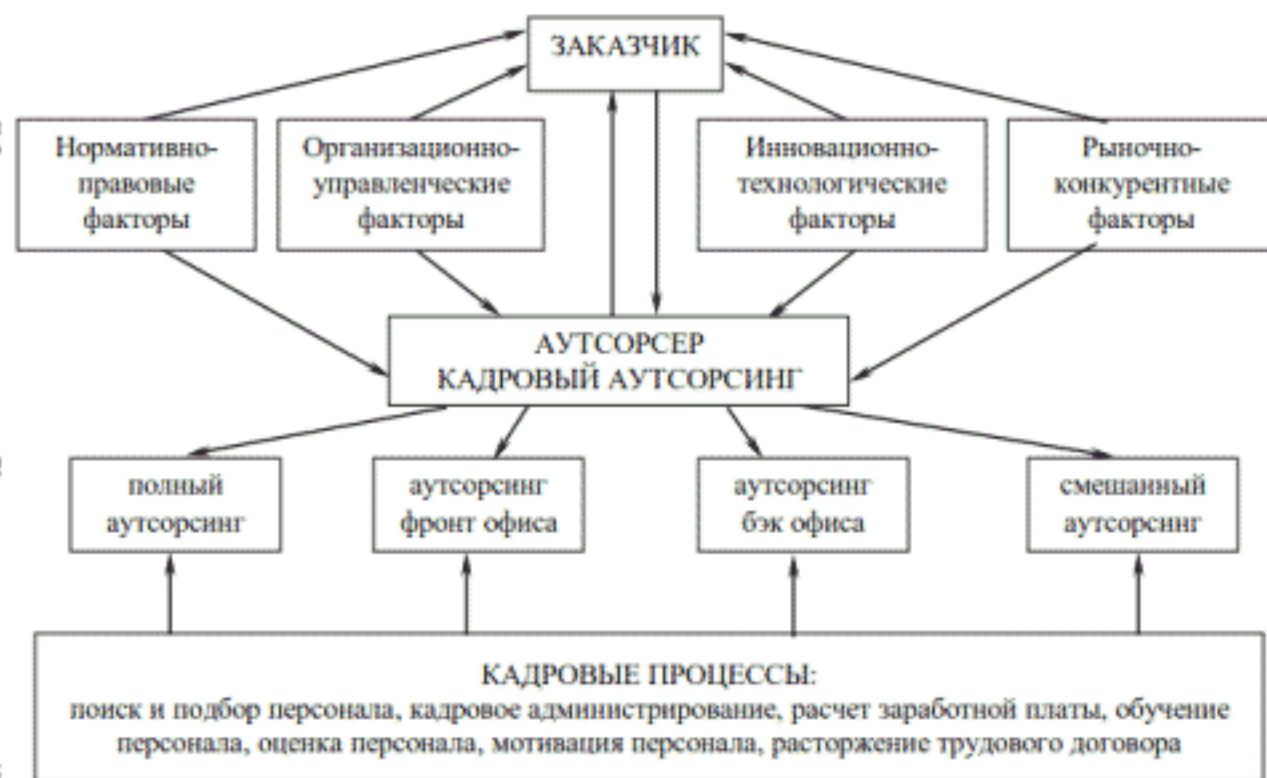 ЗАКАЗЧИК
Нормативно-
правовые
факторы
Организационно-
управленческие
факторы
Инновационно-
технологические
факторы
Рыночно-
конкурентные
факторы
АУТСОРСЕР
КАДРОВЫЙ АУТСОРСИНГ
полный
аутсорсинг
аутсорсинг
фронт офиса
аутсорсинг
бэк офиса
смешанный
аутсорсинг
КАДРОВЫЕ ПРОЦЕССЫ:
поиск и подбор персонала, кадровое администрирование, расчет заработной платы, обучение
персонала, оценка персонала, мотивация персонала, расторжение трудового договора